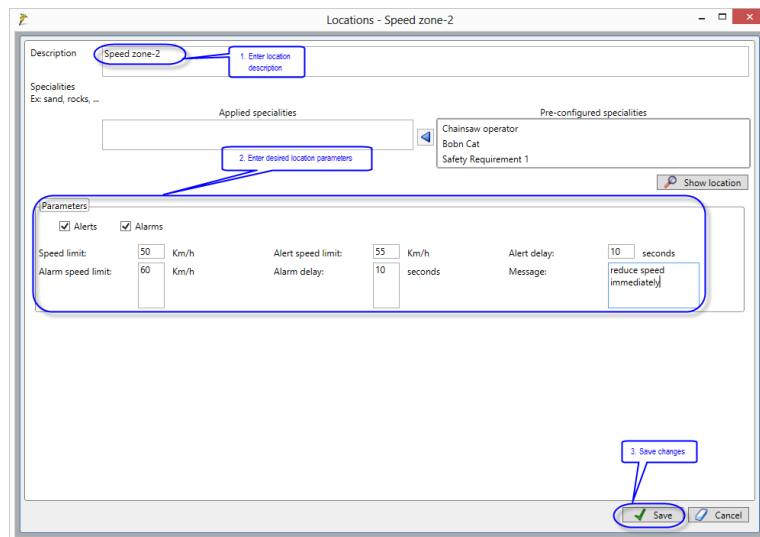 Locations - Speed zone-2
Description
Speed zone-2
1. Enter location
description
Specialities
Ex: sand, rocks, ...
Applied specialities
Pre-configured specialities
Chainsaw operator
Bobn Cat
Safety Requirement 1
2. Enter desired location parameters
Show location
Parameters
Alerts Alarms
Speed limit: 50 Km/h Alert speed limit: 55 Km/h Alert delay: 10 seconds
Alarm speed limit: 60 Km/h Alarm delay: 10 seconds Message: reduce speed
immediately
3. Save changes
Save Cancel